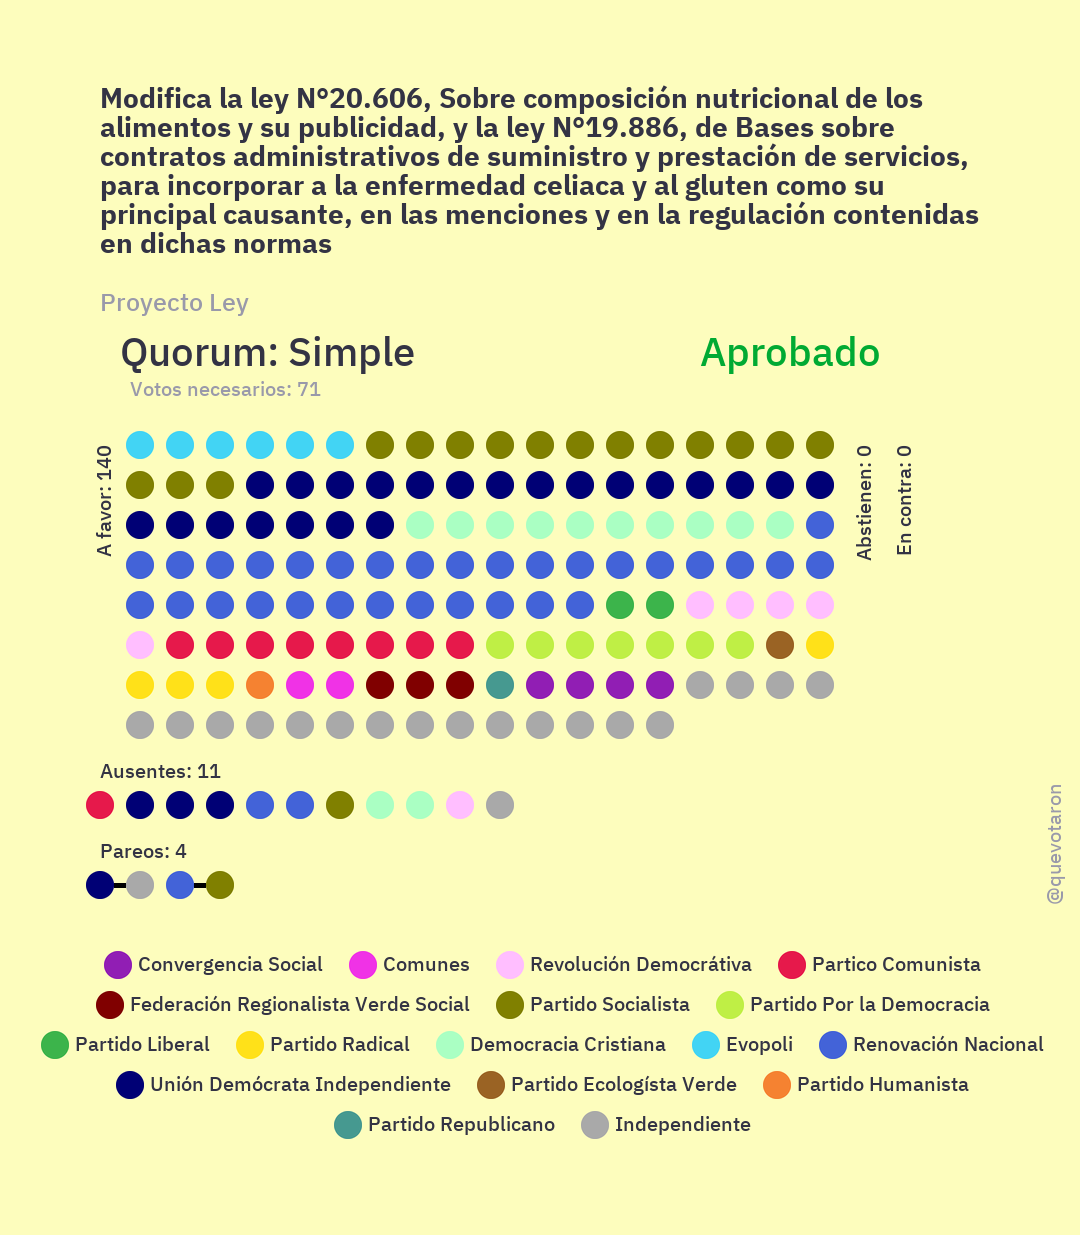 Modifica la ley N°20.606, Sobre composición nutricional de los
alimentos y su publicidad, y la ley N°19.886, de Bases sobre
contratos administrativos de suministro y prestación de servicios,
para incorporar a la enfermedad celiaca y al gluten como su
principal causante, en las menciones y en la regulación contenidas
en dichas normas
Proyecto Ley
Quorum: Simple
Aprobado
Votos necesarios: 71
A favor: 140
Abstienen: 0
En contra: 0
Ausentes: 11
Pareos: 4
@quevotaron
Convergencia Social
Comunes
Revolución Democrátiva
Partico Comunista
Federación Regionalista Verde Social
Partido Socialista
Partido Por la Democracia
Partido Liberal
Partido Radical
Democracia Cristiana
Evopoli
Renovación Nacional
Unión Demócrata Independiente
Partido Ecologísta Verde
Partido Humanista
Partido Republicano
Independiente